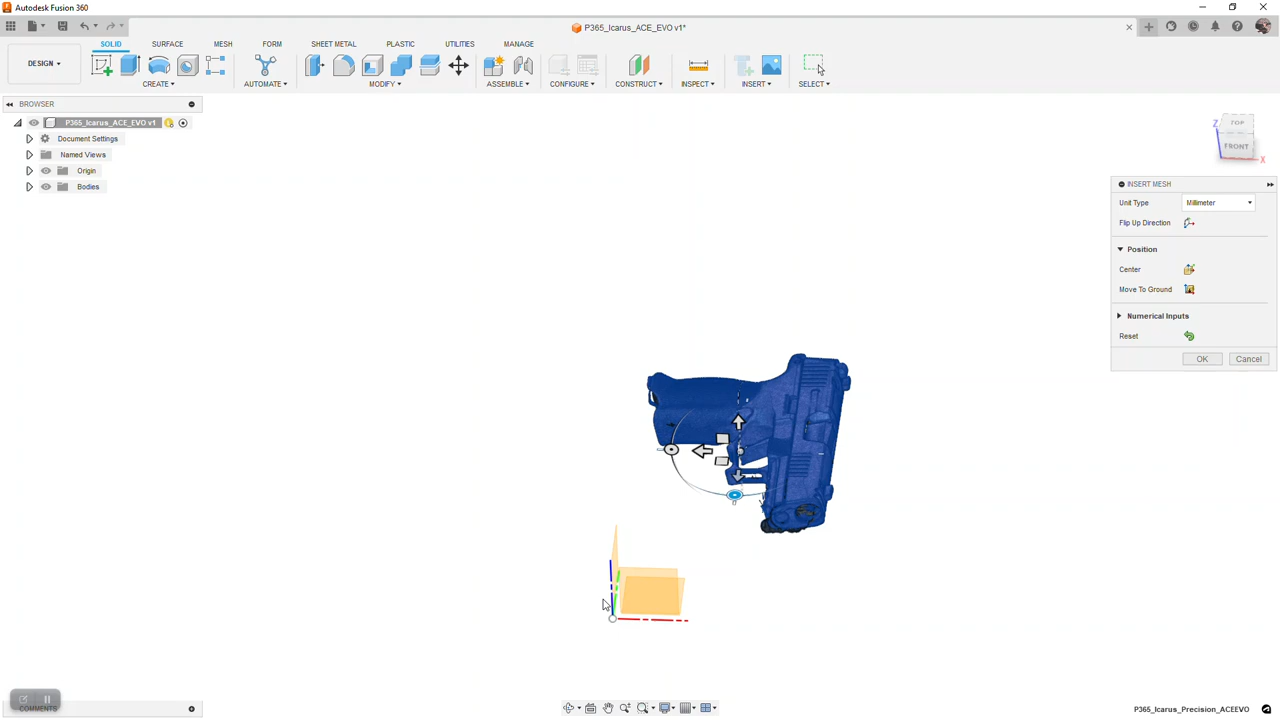 Autodesk Fusion 360
P365_Icarus_ACE_EVO v1*
DESIGN
SOLID
SURFACE
MESH
FORM
SHEET METAL
PLASTIC
UTILITIES
MANAGE
CREATE
AUTOMATE
MODIFY
ASSEMBLE
CONFIGURE
CONSTRUCT
INSPECT
INSERT
SELECT
BROWSER
P365_Icarus_ACE_EVO v1
Document Settings
Named Views
Origin
Bodies
Z
TOP
FRONT
X
INSERT MESH
Unit Type
Millimeter
Flip Up Direction
Position
Center
Move To Ground
Numerical Inputs
Reset
OK
Cancel
COMMENTS
P365_Icarus_Precision_ACEEVO